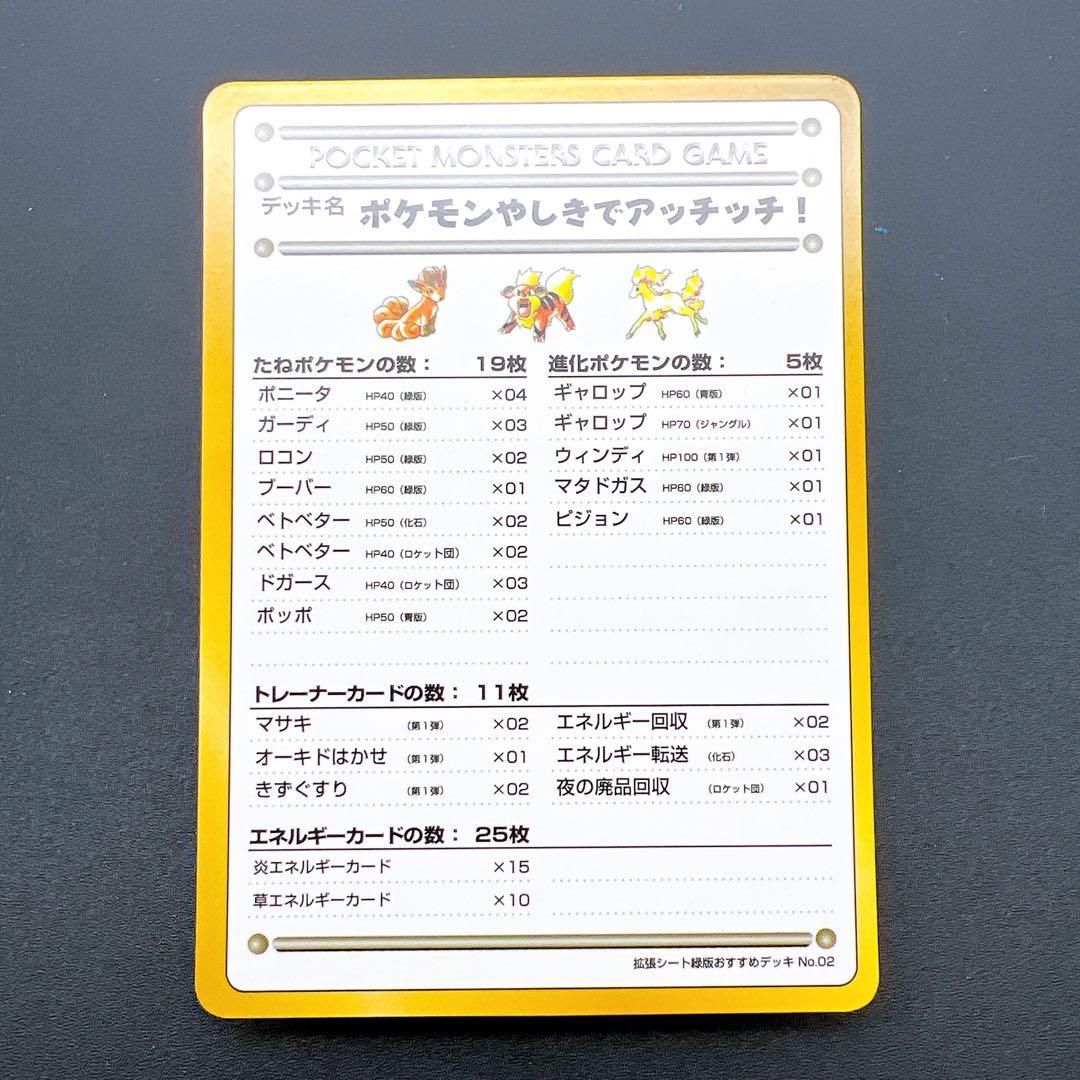 POCKET MONSTERS CARD GAME
デッキ名 ポケモンやしきでアッチッチ！
たねポケモンの数： 19枚
ポニータ HP40（緑版） ×04
ガーディ HP50（緑版） ×03
ロコン HP50（緑版） ×02
ブーバー HP60（緑版） ×01
ベトベター HP50（化石） ×02
ベトベター HP40（ロケット団） ×02
ドガース HP40（ロケット団） ×03
ポッポ HP50（青版） ×02
進化ポケモンの数： 5枚
ギャロップ HP60（青版） ×01
ギャロップ HP70（ジャングル） ×01
ウィンディ HP100（第1弾） ×01
マタドガス HP60（緑版） ×01
ピジョン HP60（緑版） ×01
トレーナーカードの数： 11枚
マサキ （第1弾） ×02
オーキドはかせ （第1弾） ×01
きずぐすり （第1弾） ×02
エネルギー回収 （第1弾） ×02
エネルギー転送 （化石） ×03
夜の廃品回収 （ロケット団） ×01
エネルギーカードの数： 25枚
炎エネルギーカード ×15
草エネルギーカード ×10
拡張シート緑版おすすめデッキ No.02